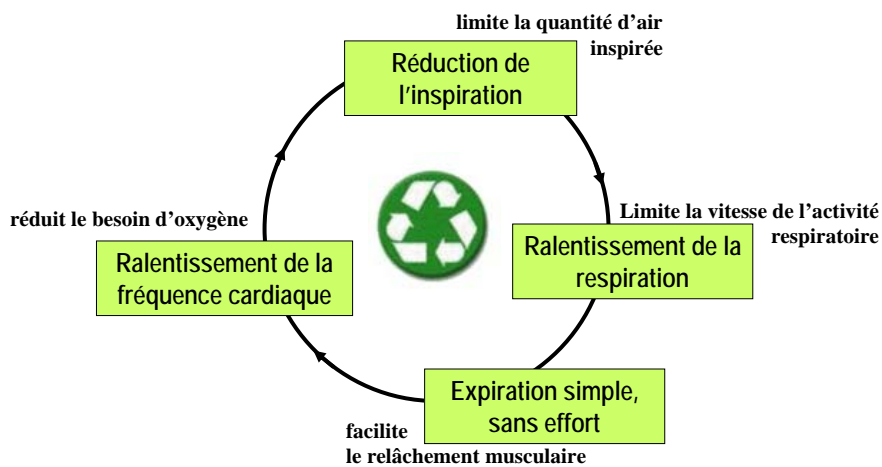 limite la quantité d'air
inspirée
Réduction de
l'inspiration
Limite la vitesse de l'activité
respiratoire
Ralentissement de la
respiration
Expiration simple,
sans effort
facilite
le relâchement musculaire
réduit le besoin d'oxygène
Ralentissement de la
fréquence cardiaque